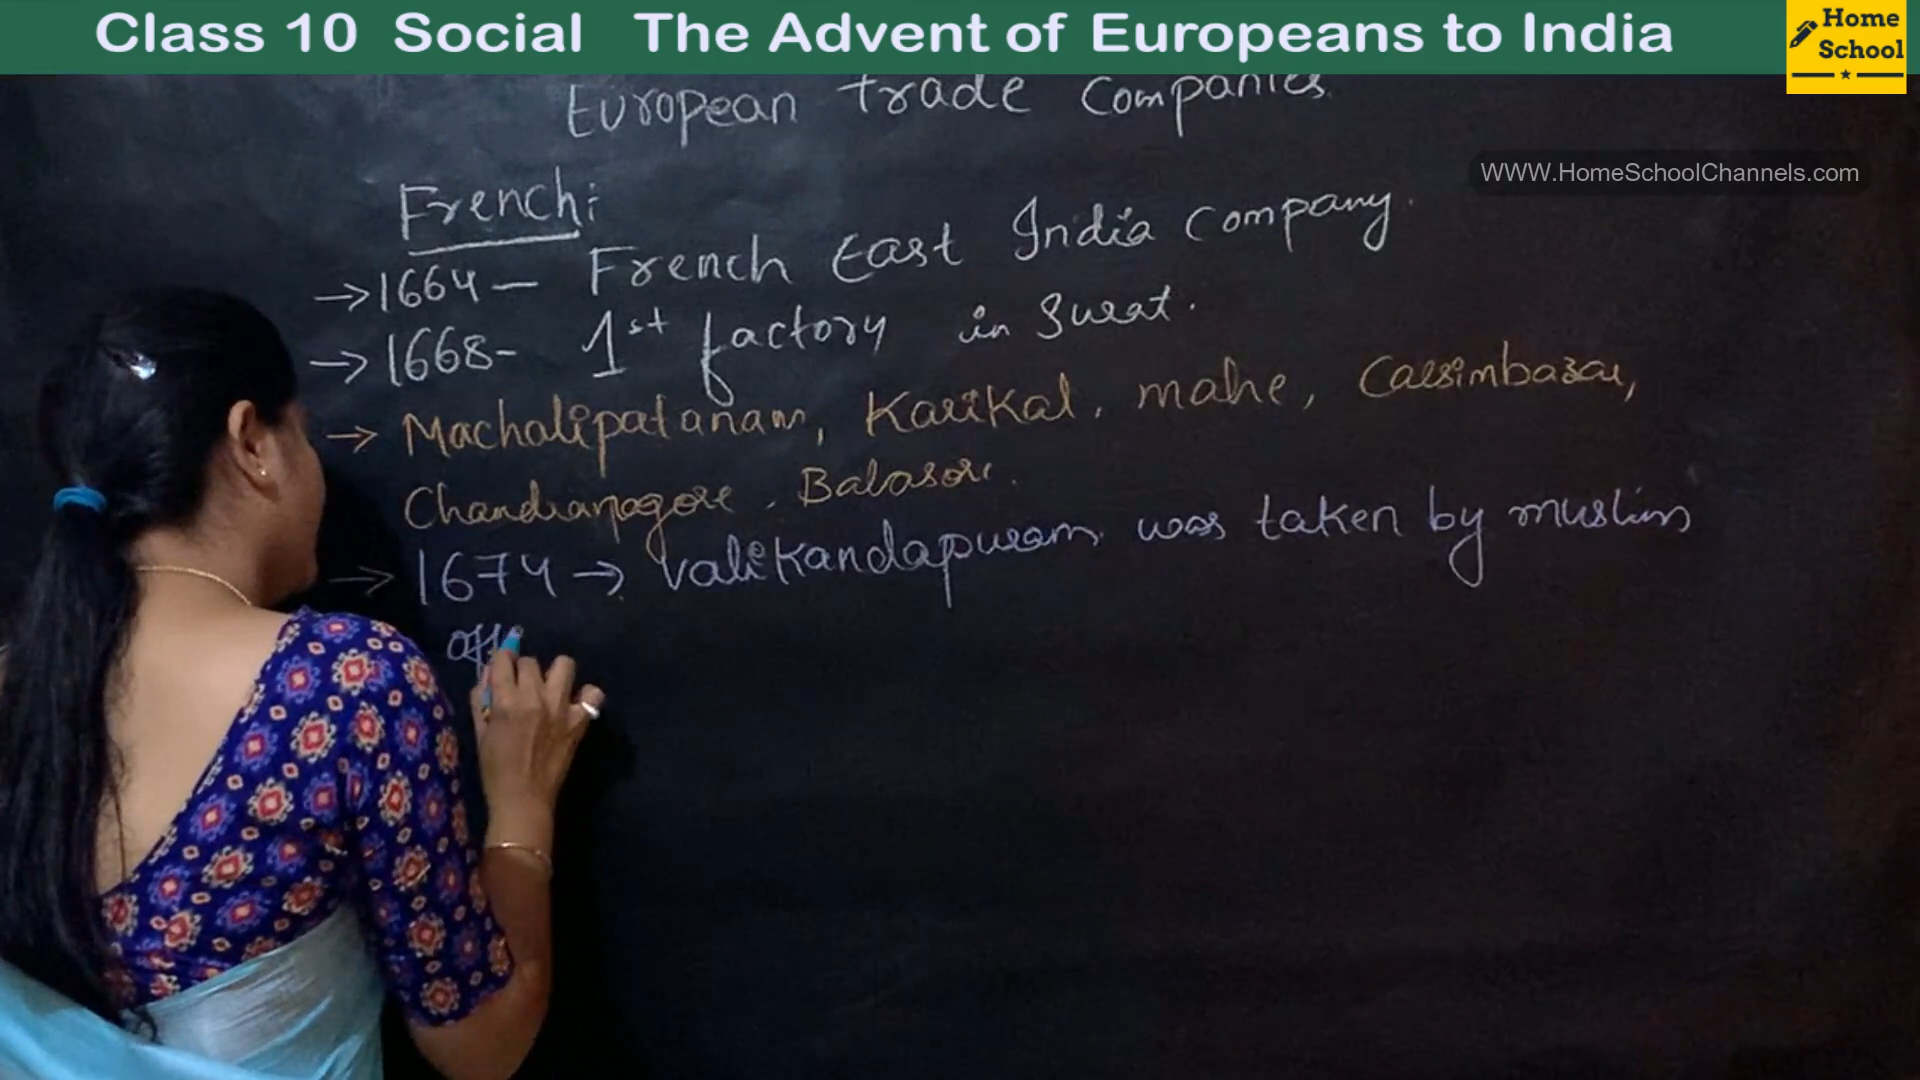 Class 10 Social The Advent of Europeans to India
Home School
European trade Companies
WWW.HomeSchoolChannels.com
French:
→ 1664 — French East India Company.
→ 1668- 1st factory in Surat.
→ Machalipatanam, Karikal, mahe, Cassimbazar,
Chandranagore, Balasore.
→ 1674 → Valikandapuram was taken by muslim